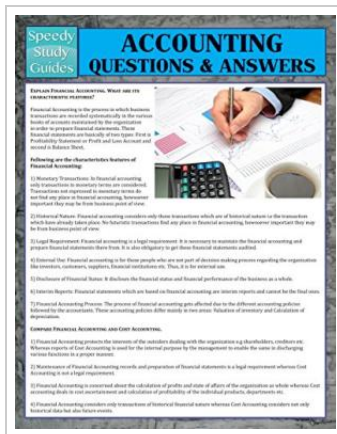 Speedy
Study
Guides
ACCOUNTING
QUESTIONS & ANSWERS
EXPLAIN FINANCIAL ACCOUNTING. WHAT ARE ITS
CHARACTERISTIC FEATURES?
Financial Accounting is the process in which business
transactions are recorded systematically in the various
books of accounts maintained by the organization
in order to prepare financial statements. These
financial statements are basically of two types: First is
Profitability Statement or Profit and Loss Account and
second is Balance Sheet.
Following are the characteristics features of
Financial Accounting:
1) Monetary Transactions: In financial accounting
only transactions in monetary terms are considered.
Transactions not expressed in monetary terms do
not find any place in financial accounting, howsoever
important they may be from business point of view.
2) Historical Nature: Financial accounting considers only those transactions which are of historical nature i.e the transaction
which have already taken place. No futuristic transactions find any place in financial accounting, howsoever important they may
be from business point of view.
3) Legal Requirement: Financial accounting is a legal requirement. It is necessary to maintain the financial accounting and
prepare financial statements there from. It is also obligatory to get these financial statements audited.
4) External Use: Financial accounting is for those people who are not part of decision making process regarding the organization
like investors, customers, suppliers, financial institutions etc. Thus, it is for external use.
5) Disclosure of Financial Status: It discloses the financial status and financial performance of the business as a whole.
6) Interim Reports: Financial statements which are based on financial accounting are interim reports and cannot be the final ones.
7) Financial Accounting Process: The process of financial accounting gets affected due to the different accounting policies
followed by the accountants. These accounting policies differ mainly in two areas: Valuation of inventory and Calculation of
depreciation.
COMPARE FINANCIAL ACCOUNTING AND COST ACCOUNTING.
1) Financial Accounting protects the interests of the outsiders dealing with the organization e.g shareholders, creditors etc.
Whereas reports of Cost Accounting is used for the internal purpose by the management to enable the same in discharging
various functions in a proper manner.
2) Maintenance of Financial Accounting records and preparation of financial statements is a legal requirement whereas Cost
Accounting is not a legal requirement.
3) Financial Accounting is concerned about the calculation of profits and state of affairs of the organization as whole whereas Cost
accounting deals in cost ascertainment and calculation of profitability of the individual products, departments etc.
4) Financial Accounting considers only transactions of historical financial nature whereas Cost Accounting considers not only
historical data but also future events.